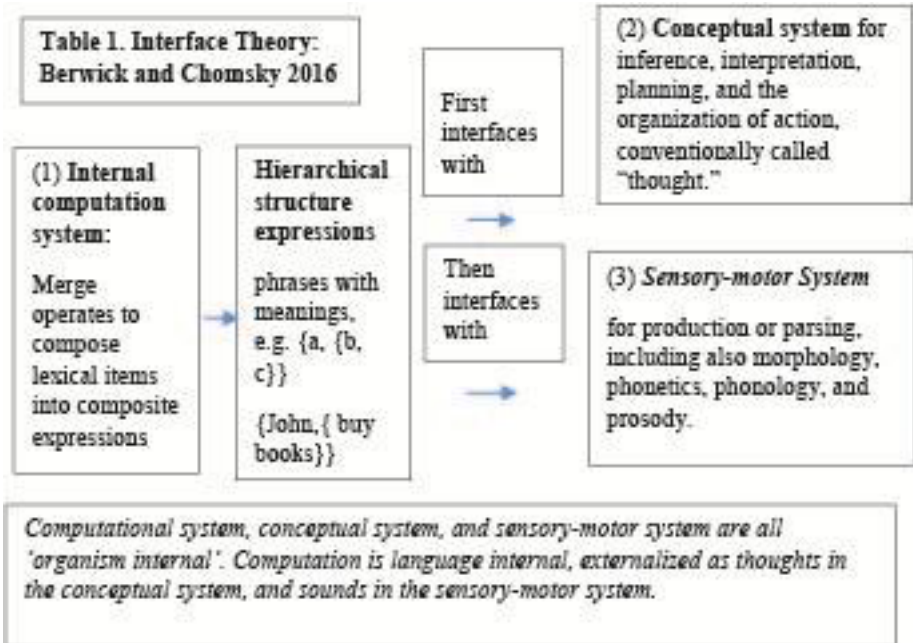 Table 1. Interface Theory:
Berwick and Chomsky 2016
(1) Internal
computation
system:
Merge
operates to
compose
lexical items
into composite
expressions
Hierarchical
structure
expressions
phrases with
meanings,
e.g. {a, {b,
c}}
{John,{ buy
books}}
First
interfaces
with
(2) Conceptual system for
inference, interpretation,
planning, and the
organization of action,
conventionally called
“thought.”
Then
interfaces
with
(3) Sensory-motor System
for production or parsing,
including also morphology,
phonetics, phonology, and
prosody.
Computational system, conceptual system, and sensory-motor system are all
‘organism internal’. Computation is language internal, externalized as thoughts in
the conceptual system, and sounds in the sensory-motor system.